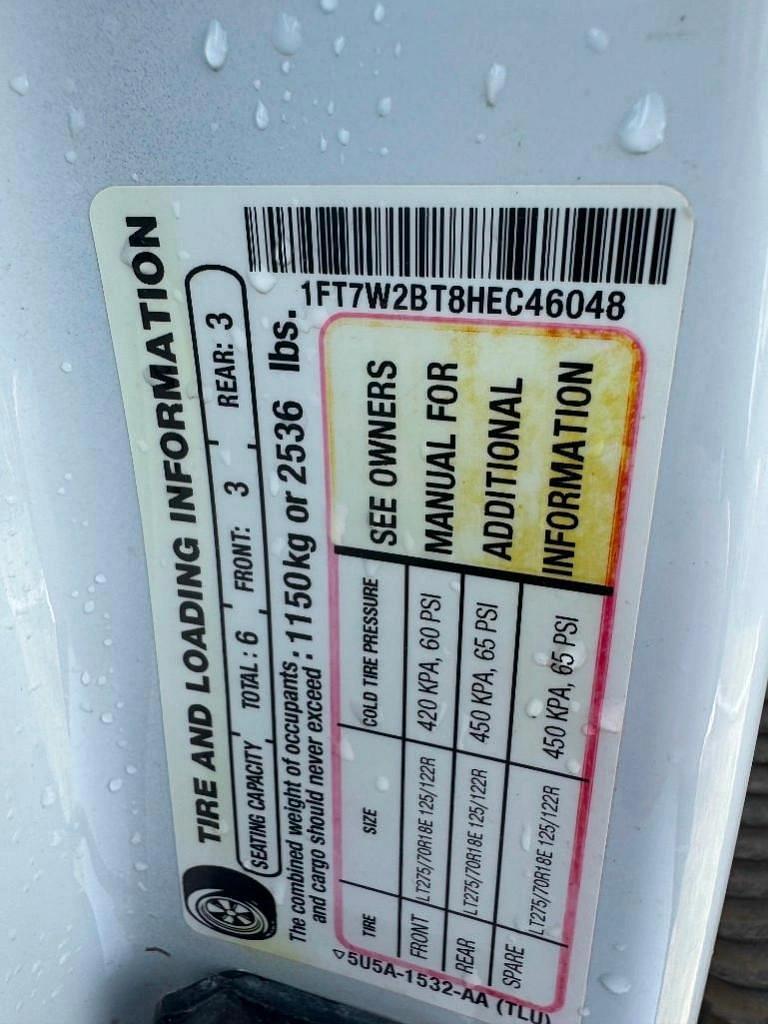 TIRE AND LOADING INFORMATION
SEATING CAPACITY TOTAL: 6 FRONT: 3 REAR: 3
The combined weight of occupants
and cargo should never exceed : 1150kg or 2536 lbs.
1FT7W2BT8HEC46048
TIRE SIZE COLD TIRE PRESSURE
FRONT LT275/70R18E 125/122R 420 KPA, 60 PSI
REAR LT275/70R18E 125/122R 450 KPA, 65 PSI
SPARE LT275/70R18E 125/122R 450 KPA, 65 PSI
SEE OWNERS
MANUAL FOR
ADDITIONAL
INFORMATION
▽5U5A-1532-AA (TLU)